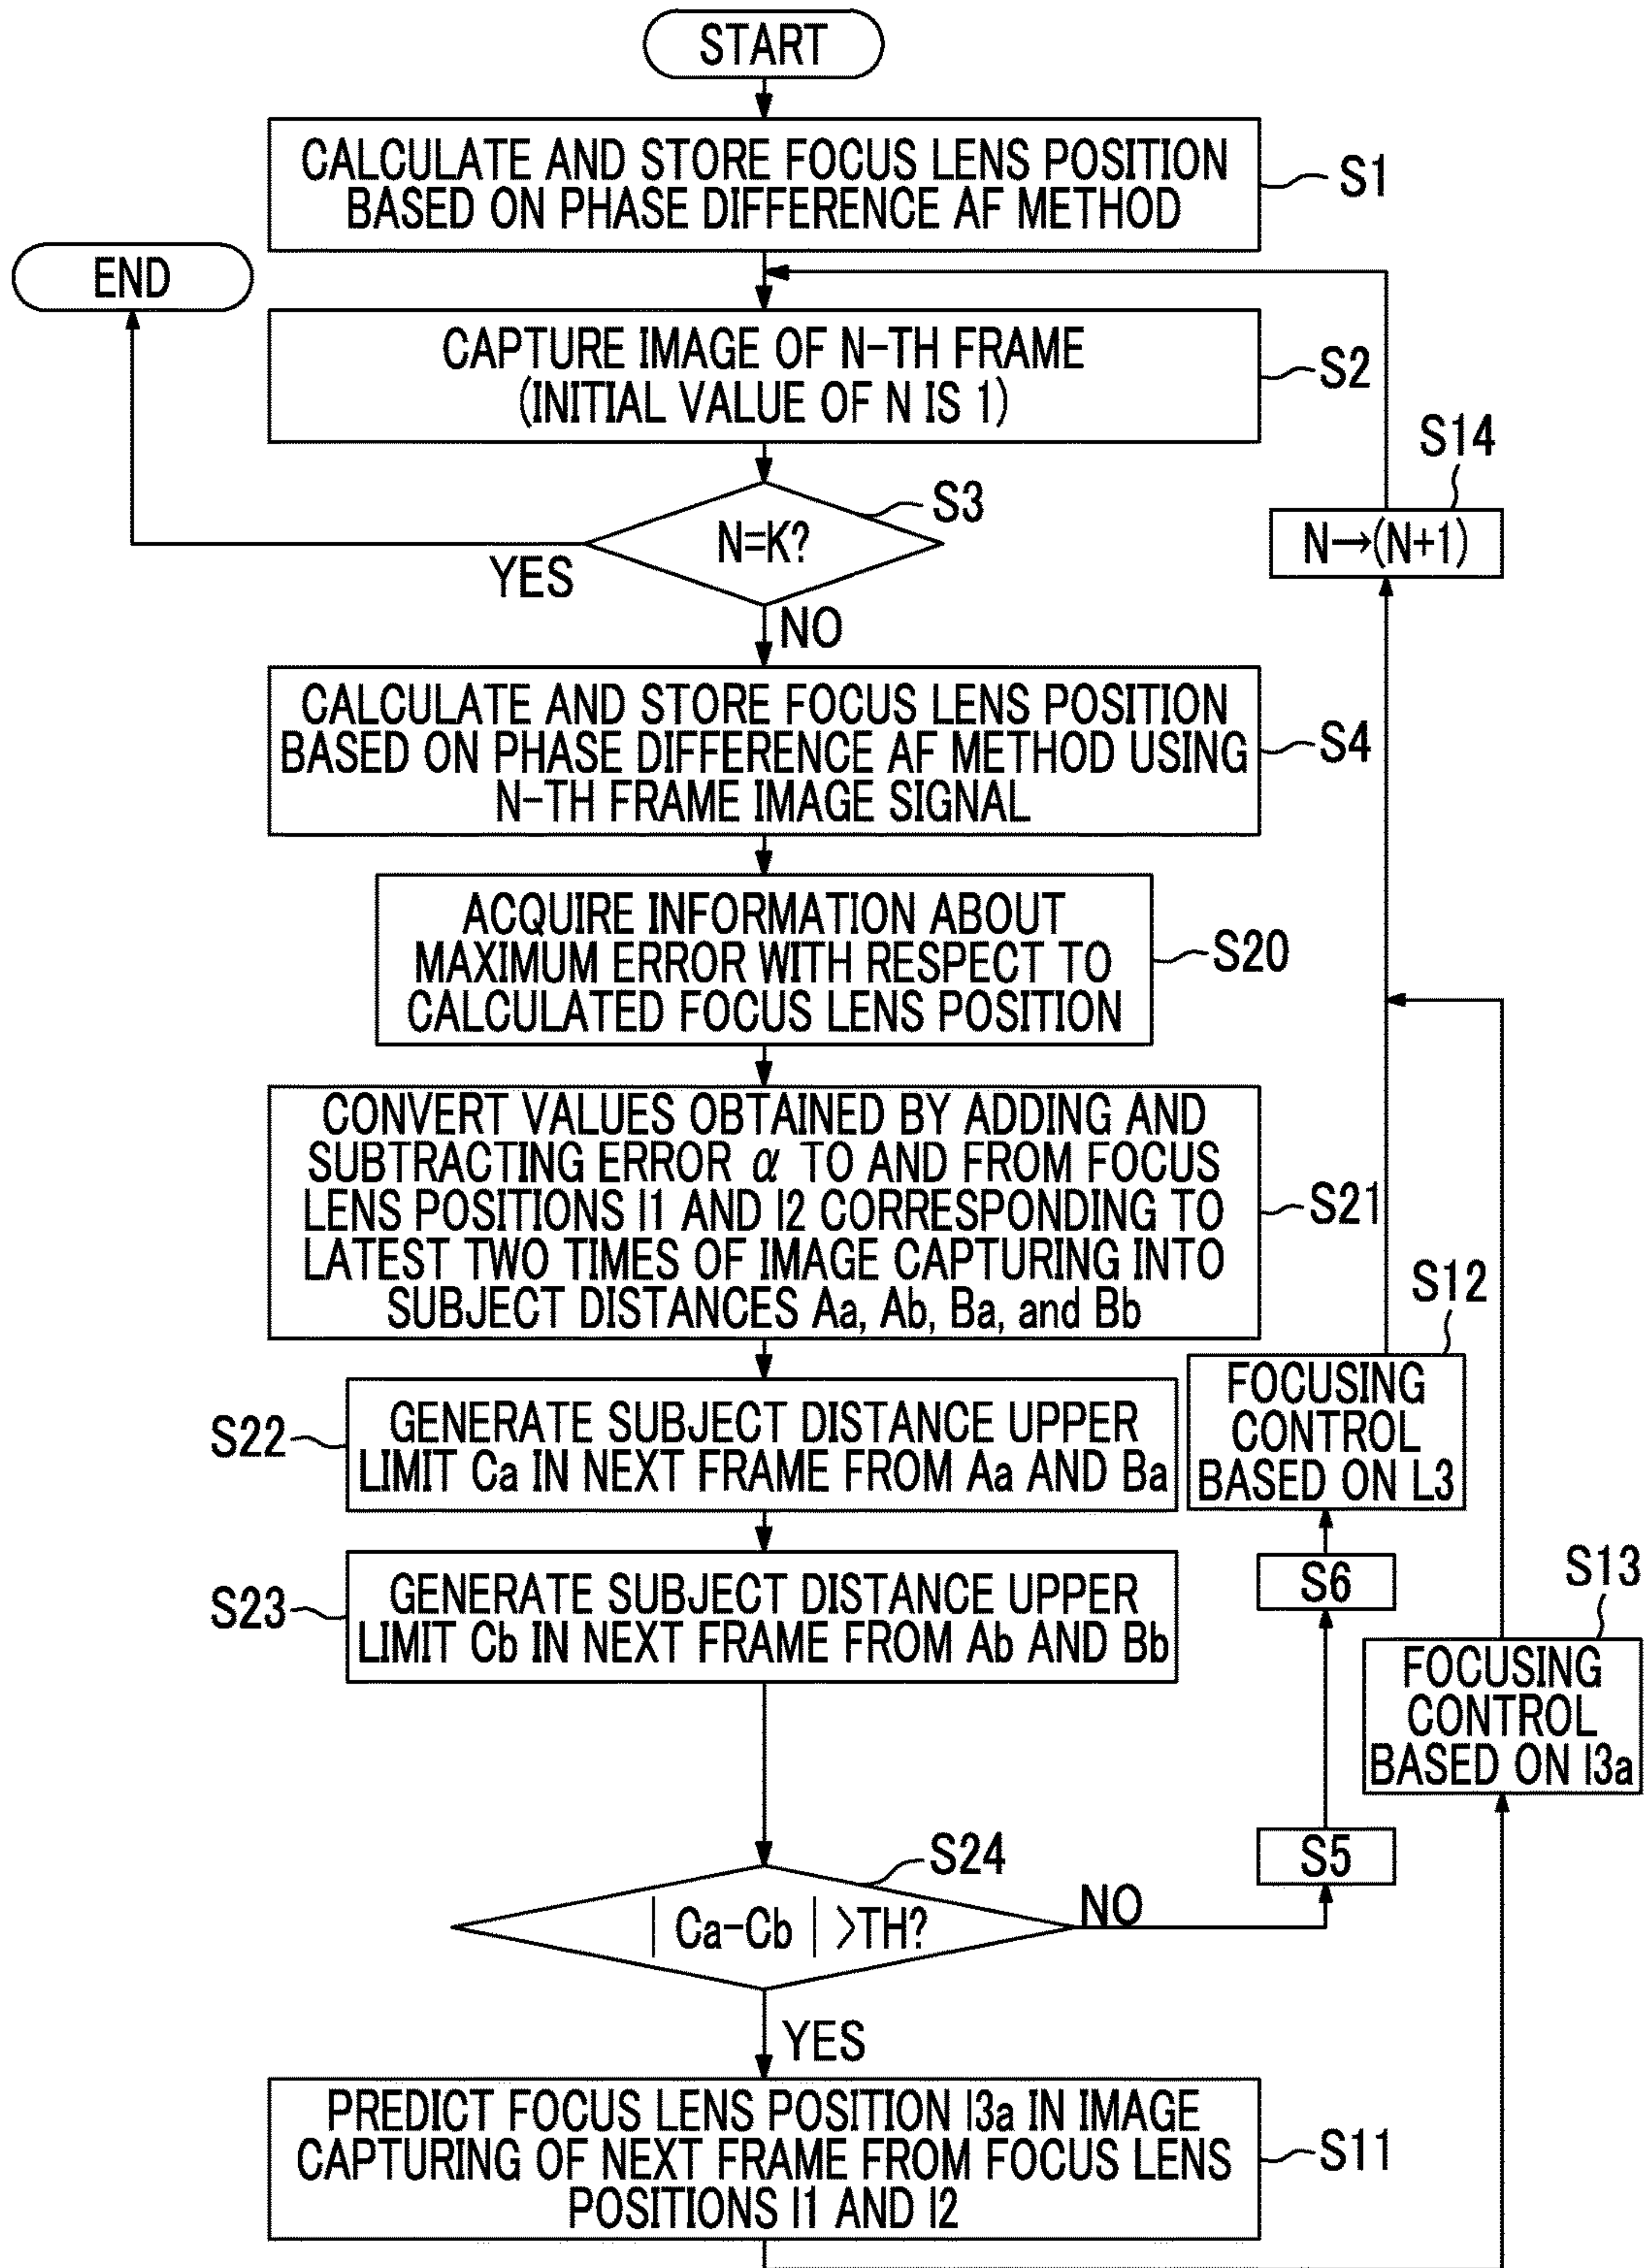 START
CALCULATE AND STORE FOCUS LENS POSITION
BASED ON PHASE DIFFERENCE AF METHOD
S1
END
CAPTURE IMAGE OF N-TH FRAME
(INITIAL VALUE OF N IS 1)
S2
S14
N→(N+1)
S3
N=K?
YES
NO
CALCULATE AND STORE FOCUS LENS POSITION
BASED ON PHASE DIFFERENCE AF METHOD USING
N-TH FRAME IMAGE SIGNAL
S4
ACQUIRE INFORMATION ABOUT
MAXIMUM ERROR WITH RESPECT TO
CALCULATED FOCUS LENS POSITION
S20
CONVERT VALUES OBTAINED BY ADDING AND
SUBTRACTING ERROR α TO AND FROM FOCUS
LENS POSITIONS l1 AND l2 CORRESPONDING TO
LATEST TWO TIMES OF IMAGE CAPTURING INTO
SUBJECT DISTANCES Aa, Ab, Ba, and Bb
S21
S12
FOCUSING
CONTROL
BASED ON L3
S22
GENERATE SUBJECT DISTANCE UPPER
LIMIT Ca IN NEXT FRAME FROM Aa AND Ba
S23
GENERATE SUBJECT DISTANCE UPPER
LIMIT Cb IN NEXT FRAME FROM Ab AND Bb
S6
S13
FOCUSING
CONTROL
BASED ON l3a
S5
S24
| Ca-Cb | >TH?
NO
YES
PREDICT FOCUS LENS POSITION l3a IN IMAGE
CAPTURING OF NEXT FRAME FROM FOCUS LENS
POSITIONS l1 AND l2
S11